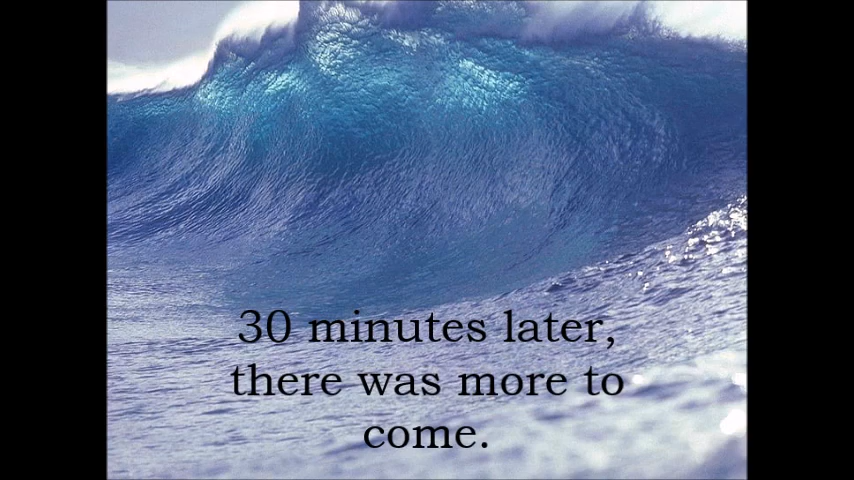 30 minutes later,
there was more to
come.